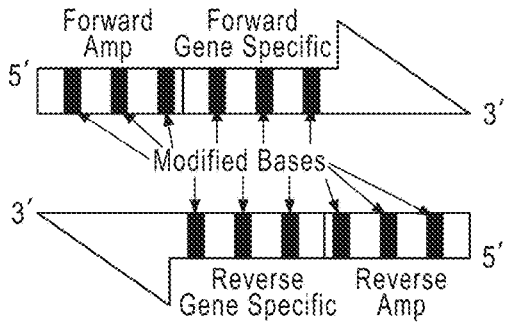 Forward Forward
Amp Gene Specific
5′
3′
Modified Bases
3′
5′
Reverse Reverse
Gene Specific Amp